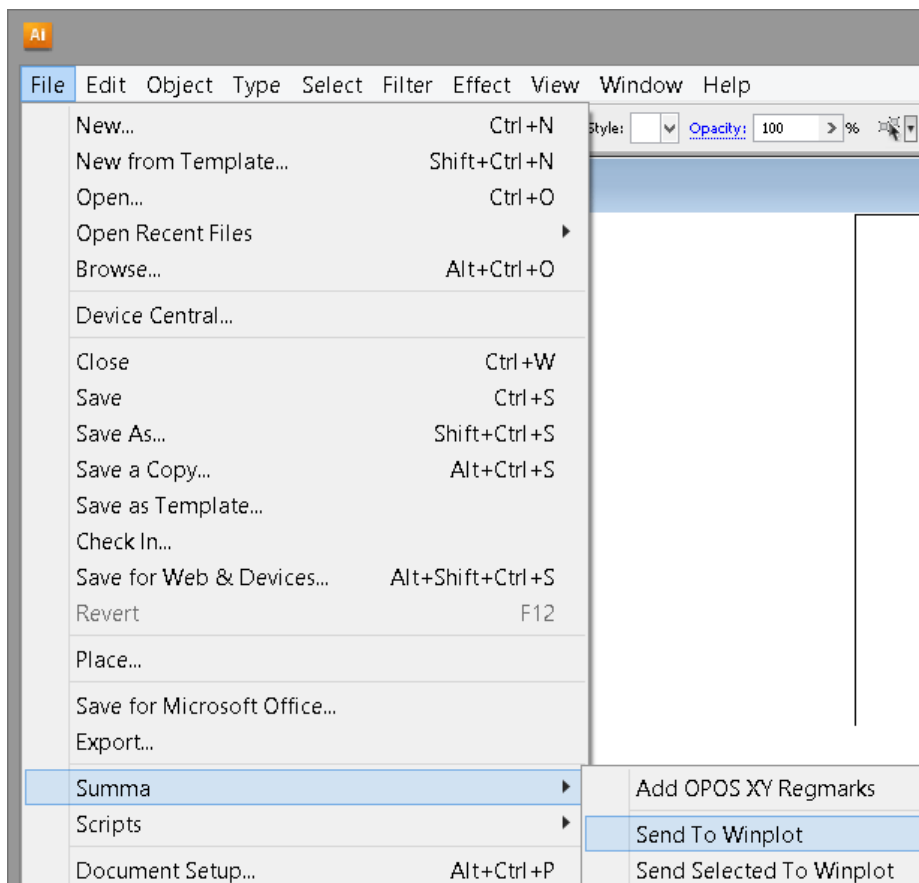 Ai
File Edit Object Type Select Filter Effect View Window Help
Style: Opacity: 100 > %
New... Ctrl+N
New from Template... Shift+Ctrl+N
Open... Ctrl+O
Open Recent Files
Browse... Alt+Ctrl+O
Device Central...
Close Ctrl+W
Save Ctrl+S
Save As... Shift+Ctrl+S
Save a Copy... Alt+Ctrl+S
Save as Template...
Check In...
Save for Web & Devices... Alt+Shift+Ctrl+S
Revert F12
Place...
Save for Microsoft Office...
Export...
Summa
Add OPOS XY Regmarks
Scripts
Send To Winplot
Document Setup... Alt+Ctrl+P
Send Selected To Winplot